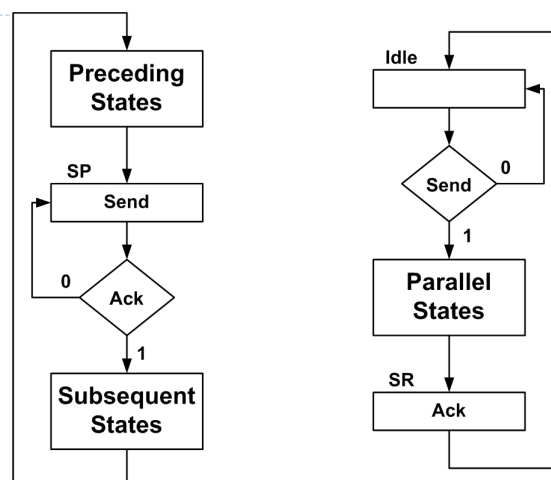 Preceding
States
SP
Send
0
Ack
1
Subsequent
States
Idle
Send
0
1
Parallel
States
SR
Ack